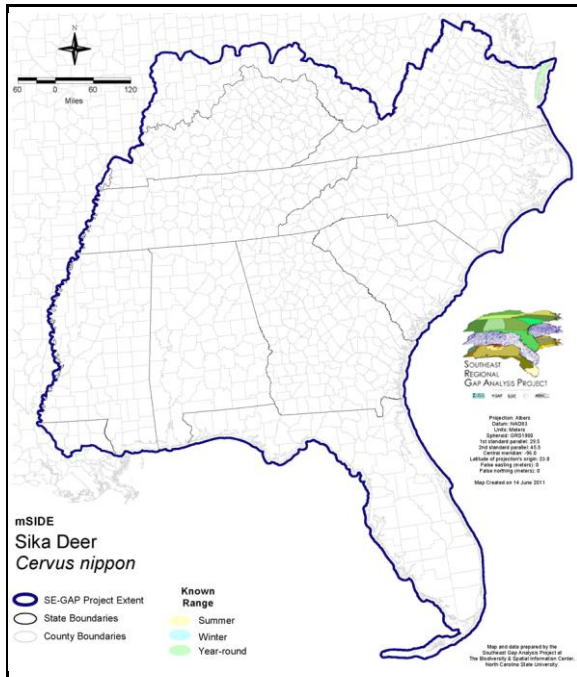 N
60 0 60 120
Miles
SOUTHEAST
REGIONAL
GAP ANALYSIS PROJECT
Projection: Albers
Datum: NAD83
Units: Meters
Spheroid: GRS1980
1st standard parallel: 29.5
2nd standard parallel: 45.5
Central meridian: -96.0
Latitude of projection's origin: 23.0
False easting (meters): 0
False northing (meters): 0
Map Created on 14 June 2011
mSIDE
Sika Deer
Cervus nippon
SE-GAP Project Extent
State Boundaries
County Boundaries
Known
Range
Summer
Winter
Year-round
Map and data prepared by the
Southeast Gap Analysis Project at
The Biodiversity & Spatial Information Center,
North Carolina State University.